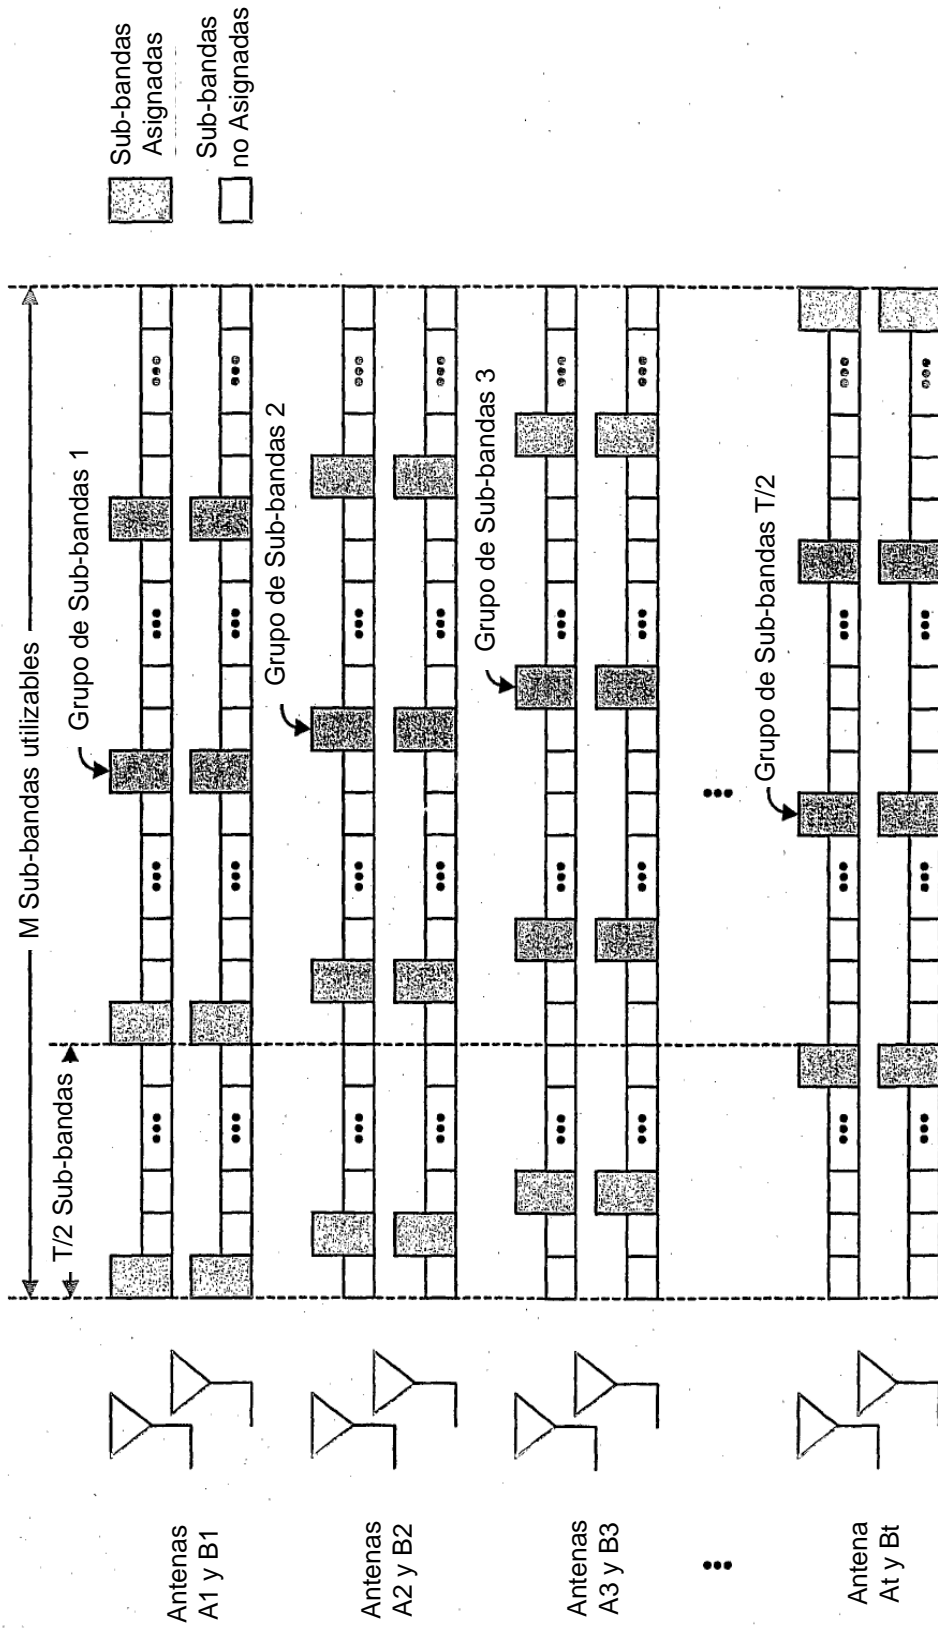 M Sub-bandas utilizables
T/2 Sub-bandas
Sub-bandas
Asignadas
Sub-bandas
no Asignadas
Antenas
A1 y B1
Grupo de Sub-bandas 1
Antenas
A2 y B2
Grupo de Sub-bandas 2
Antenas
A3 y B3
Grupo de Sub-bandas 3
Antena
At y Bt
Grupo de Sub-bandas T/2